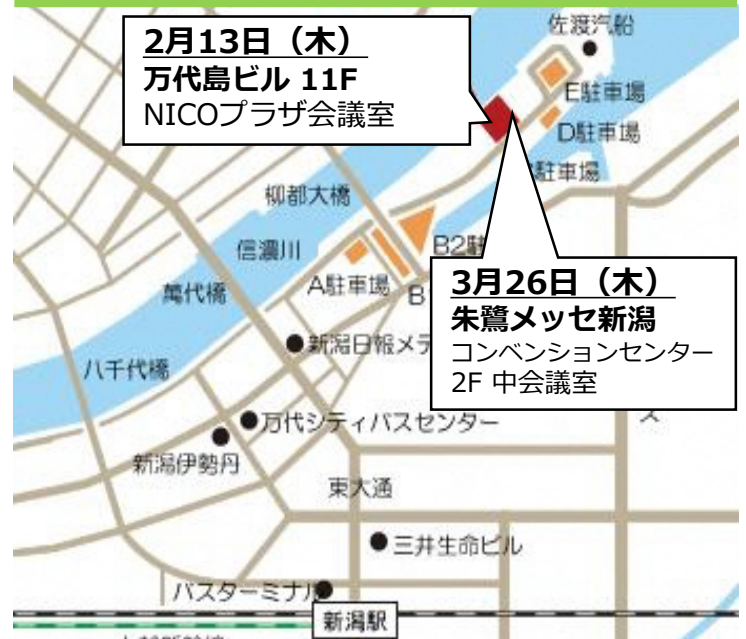 2月13日（木）
万代島ビル 11F
NICOプラザ会議室
佐渡汽船
E駐車場
D駐車場
駐車場
柳都大橋
信濃川
B2駐
A駐車場
B
萬代橋
3月26日（木）
朱鷺メッセ新潟
コンベンションセンター
2F 中会議室
新潟日報メデ
八千代橋
万代シティバスセンター
ス
新潟伊勢丹
東大通
三井生命ビル
バスターミナル
新潟駅